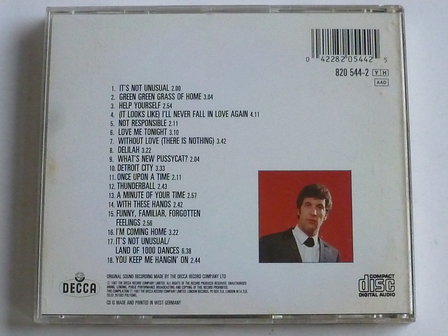 0 42282 05442 5
820 544-2 Y H
AAD
1. IT'S NOT UNUSUAL 2.00
2. GREEN GREEN GRASS OF HOME 3.04
3. HELP YOURSELF 2.54
4. (IT LOOKS LIKE) I'LL NEVER FALL IN LOVE AGAIN 4.11
5. NOT RESPONSIBLE 2.11
6. LOVE ME TONIGHT 3.10
7. WITHOUT LOVE (THERE IS NOTHING) 3.42
8. DELILAH 3.22
9. WHAT'S NEW PUSSYCAT? 2.04
10. DETROIT CITY 3.33
11. ONCE UPON A TIME 2.11
12. THUNDERBALL 2.43
13. A MINUTE OF YOUR TIME 2.57
14. WITH THESE HANDS 2.42
15. FUNNY, FAMILIAR, FORGOTTEN
FEELINGS 2.56
16. I'M COMING HOME 3.22
17. IT'S NOT UNUSUAL/
LAND OF 1000 DANCES 6.38
18. YOU KEEP ME HANGIN' ON 2.44
DECCA
ORIGINAL SOUND RECORDING MADE BY THE DECCA RECORD COMPANY LTD
CD IS MADE AND PRINTED IN WEST GERMANY
COMPACT
disc
DIGITAL AUDIO